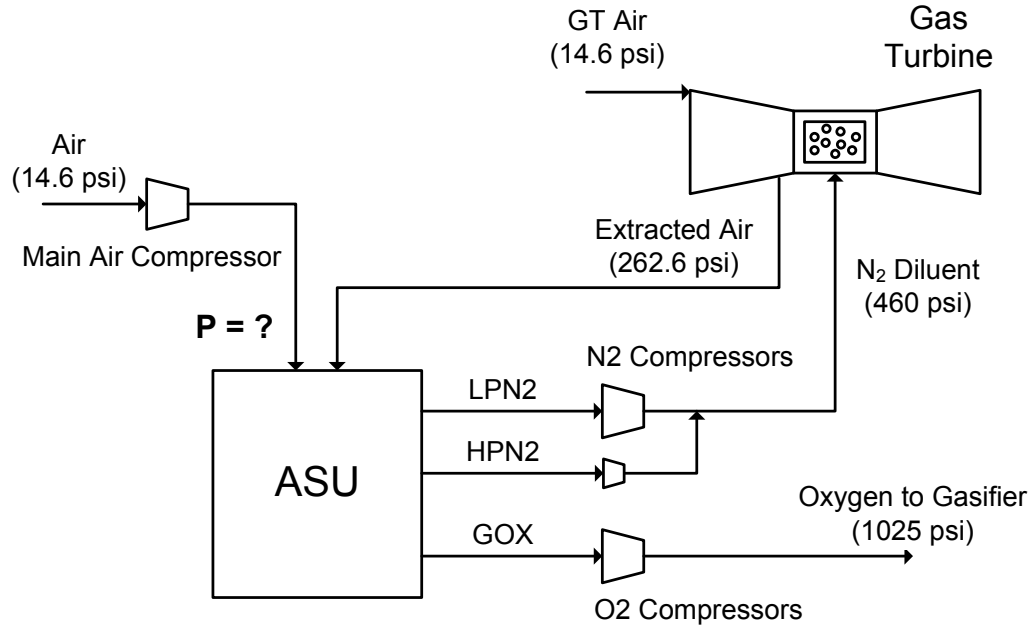 GT Air
(14.6 psi)
Gas
Turbine
Air
(14.6 psi)
Main Air Compressor
Extracted Air
(262.6 psi)
N₂ Diluent
(460 psi)
P = ?
N2 Compressors
LPN2
HPN2
ASU
GOX
Oxygen to Gasifier
(1025 psi)
O2 Compressors